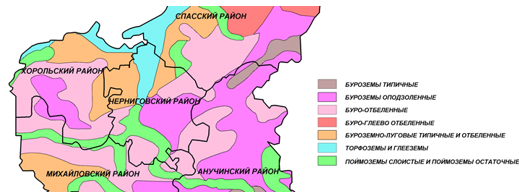 СПАССКИЙ РАЙОН
ХОРОЛЬСКИЙ РАЙОН
ЧЕРНИГОВСКИЙ РАЙОН
МИХАЙЛОВСКИЙ РАЙОН
АНУЧИНСКИЙ РАЙОН
БУРОЗЕМЫ ТИПИЧНЫЕ
БУРОЗЕМЫ ОПОДЗОЛЕННЫЕ
БУРО-ОТБЕЛЕННЫЕ
БУРО-ГЛЕЕВО ОТБЕЛЕННЫЕ
БУРОЗЕМНО-ЛУГОВЫЕ ТИПИЧНЫЕ И ОТБЕЛЕННЫЕ
ТОРФОЗЕМЫ И ГЛЕЕЗЕМЫ
ПОЙМОЗЕМЫ СЛОИСТЫЕ И ПОЙМОЗЕМЫ ОСТАТОЧНЫЕ